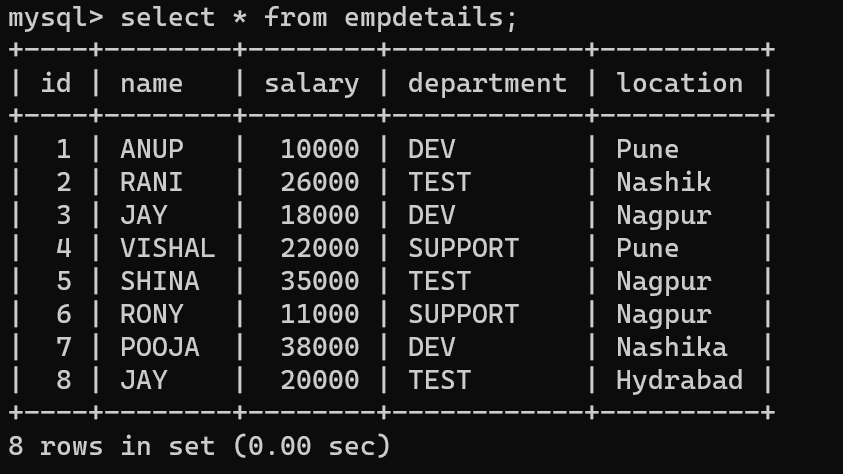 mysql> select * from empdetails;
+----+--------+--------+------------+----------+
| id | name   | salary | department | location |
+----+--------+--------+------------+----------+
|  1 | ANUP   |  10000 | DEV        | Pune     |
|  2 | RANI   |  26000 | TEST       | Nashik   |
|  3 | JAY    |  18000 | DEV        | Nagpur   |
|  4 | VISHAL |  22000 | SUPPORT    | Pune     |
|  5 | SHINA  |  35000 | TEST       | Nagpur   |
|  6 | RONY   |  11000 | SUPPORT    | Nagpur   |
|  7 | POOJA  |  38000 | DEV        | Nashika  |
|  8 | JAY    |  20000 | TEST       | Hydrabad |
+----+--------+--------+------------+----------+
8 rows in set (0.00 sec)